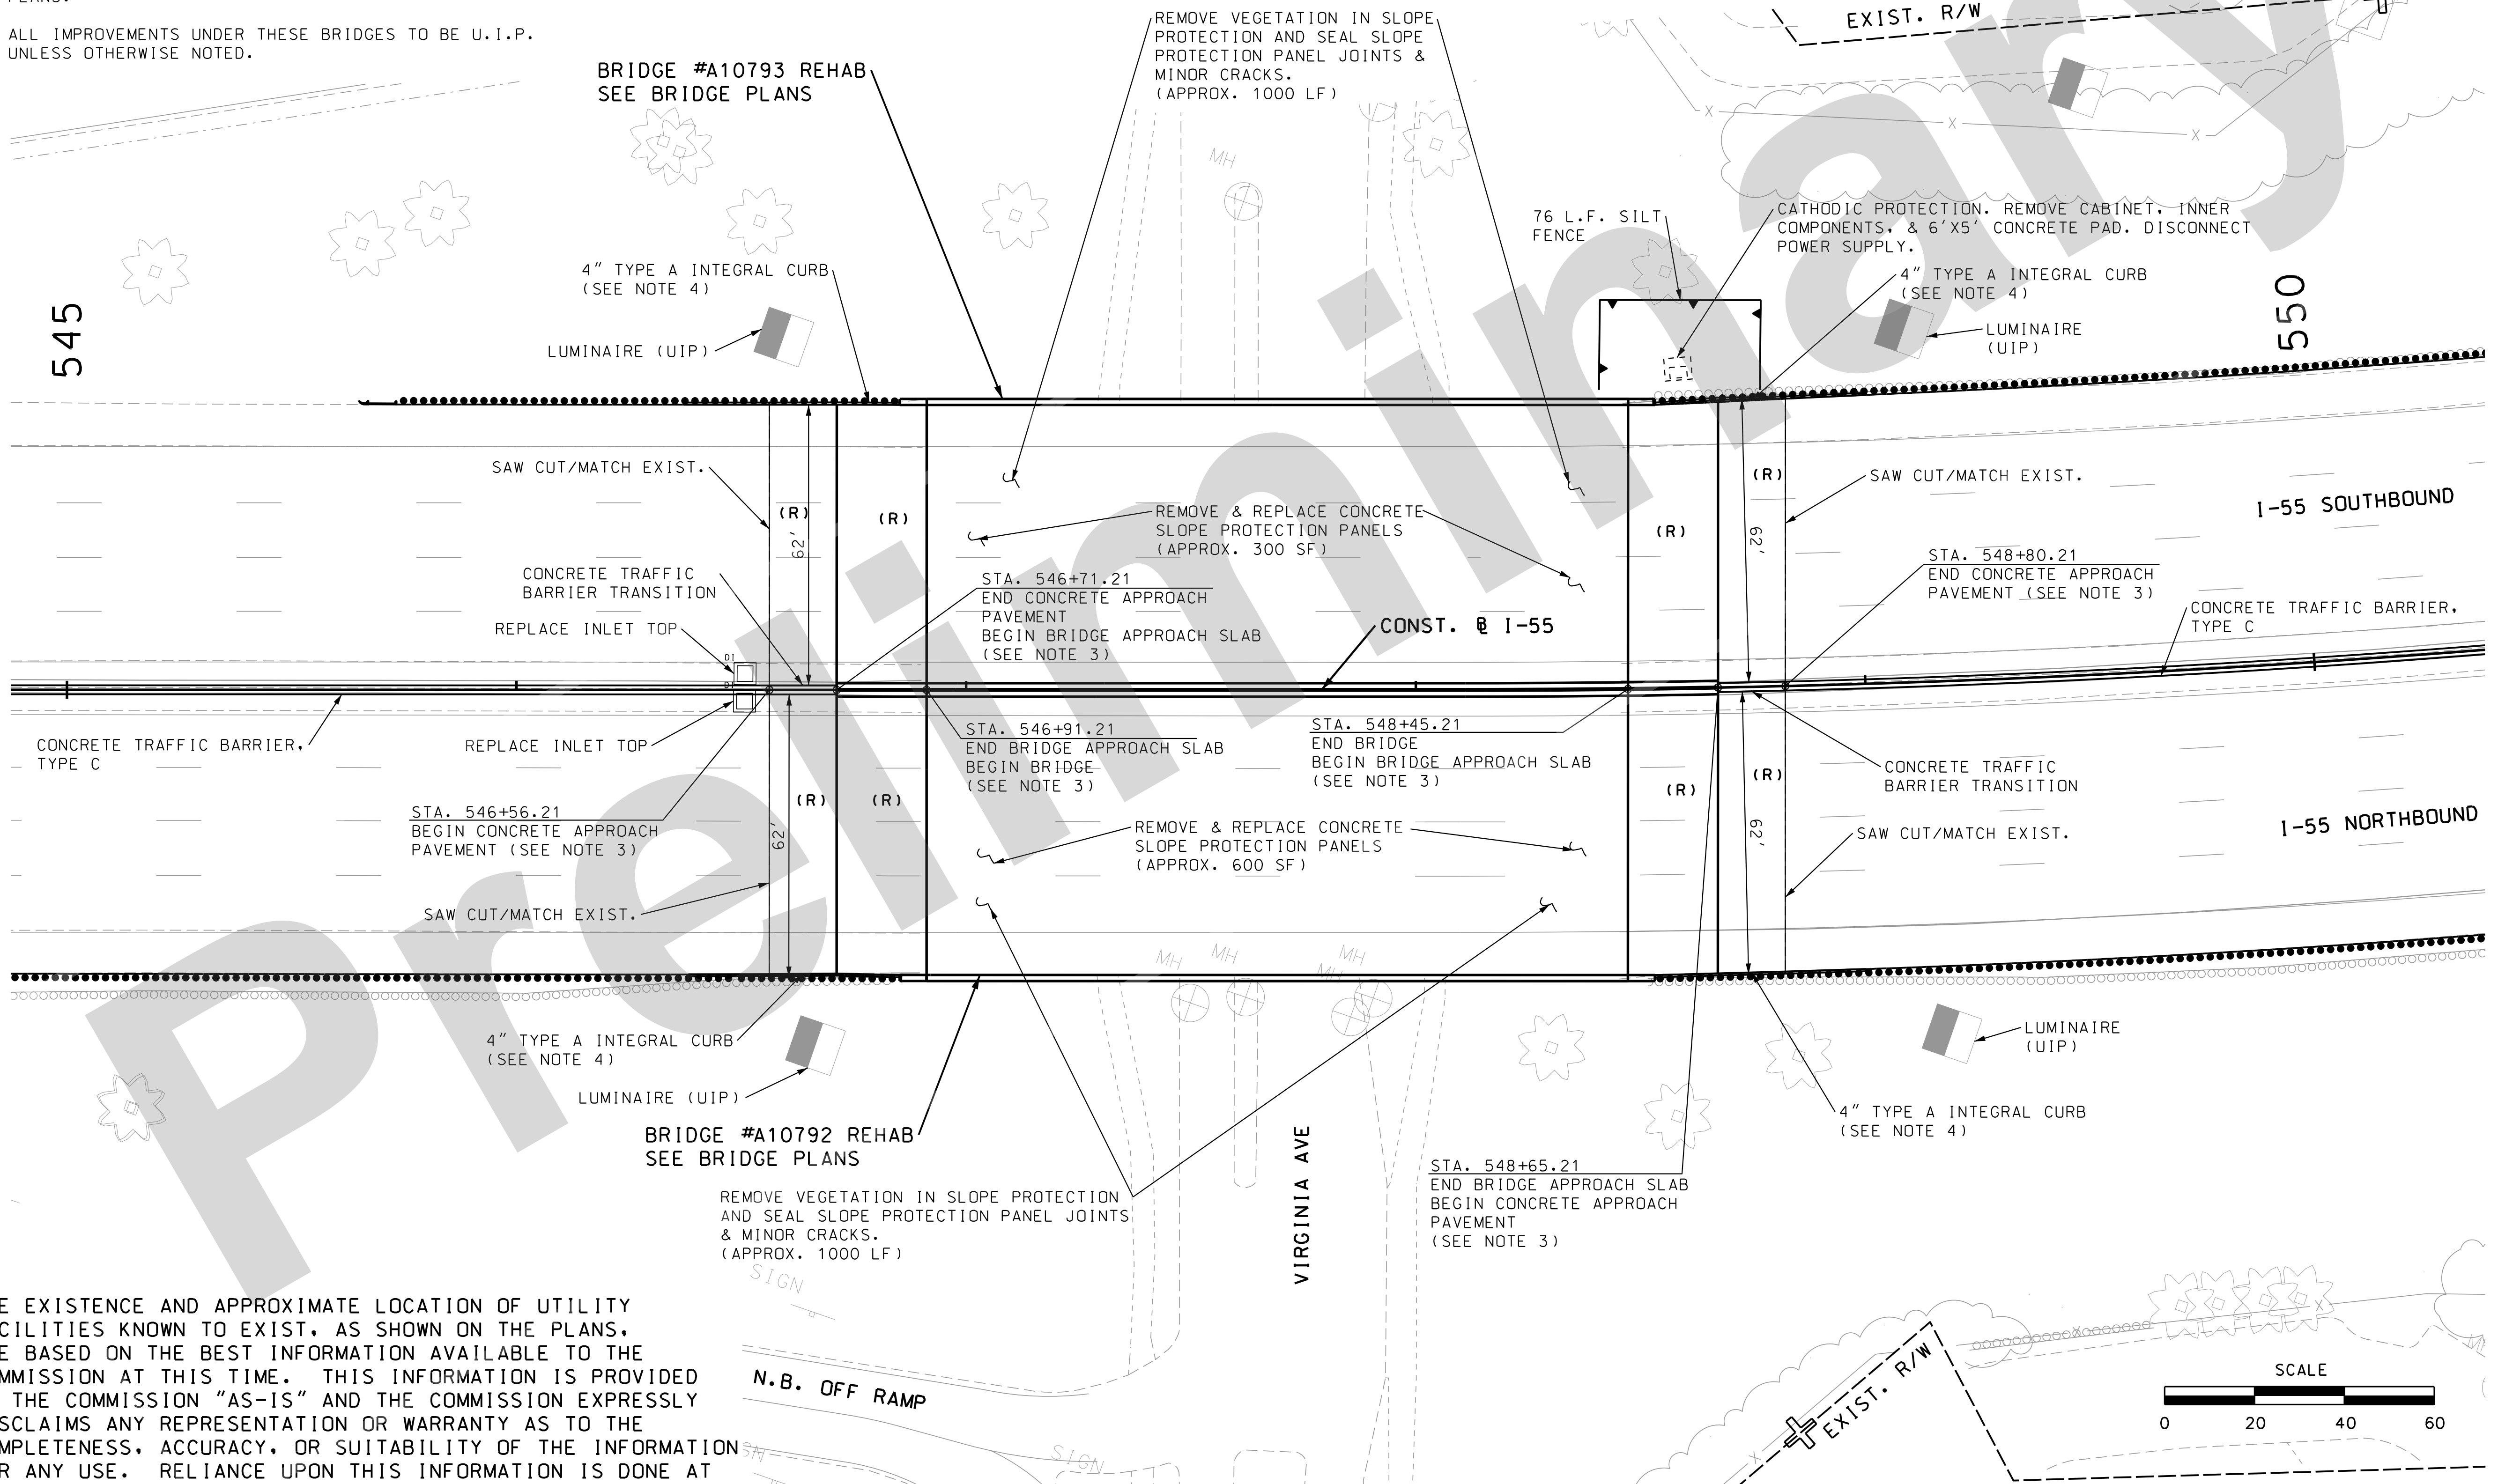 PLANS.
ALL IMPROVEMENTS UNDER THESE BRIDGES TO BE U.I.P.
UNLESS OTHERWISE NOTED.
BRIDGE #A10793 REHAB
SEE BRIDGE PLANS
REMOVE VEGETATION IN SLOPE
PROTECTION AND SEAL SLOPE
PROTECTION PANEL JOINTS &
MINOR CRACKS.
(APPROX. 1000 LF)
EXIST. R/W
X
X
X
MH
76 L.F. SILT
FENCE
CATHODIC PROTECTION. REMOVE CABINET, INNER
COMPONENTS, & 6'X5' CONCRETE PAD. DISCONNECT
POWER SUPPLY.
4" TYPE A INTEGRAL CURB
(SEE NOTE 4)
4" TYPE A INTEGRAL CURB
(SEE NOTE 4)
545
550
LUMINAIRE (UIP)
LUMINAIRE
(UIP)
SAW CUT/MATCH EXIST.
(R)
(R)
62'
REMOVE & REPLACE CONCRETE
SLOPE PROTECTION PANELS
(APPROX. 300 SF)
(R)
(R)
62'
SAW CUT/MATCH EXIST.
I-55 SOUTHBOUND
CONCRETE TRAFFIC
BARRIER TRANSITION
REPLACE INLET TOP
DI
DI
STA. 546+71.21
END CONCRETE APPROACH
PAVEMENT
BEGIN BRIDGE APPROACH SLAB
(SEE NOTE 3)
CONST. ℄ I-55
STA. 548+80.21
END CONCRETE APPROACH
PAVEMENT (SEE NOTE 3)
CONCRETE TRAFFIC BARRIER,
TYPE C
CONCRETE TRAFFIC BARRIER,
TYPE C
REPLACE INLET TOP
STA. 546+91.21
END BRIDGE APPROACH SLAB
BEGIN BRIDGE
(SEE NOTE 3)
STA. 548+45.21
END BRIDGE
BEGIN BRIDGE APPROACH SLAB
(SEE NOTE 3)
CONCRETE TRAFFIC
BARRIER TRANSITION
STA. 546+56.21
BEGIN CONCRETE APPROACH
PAVEMENT (SEE NOTE 3)
(R)
(R)
62'
REMOVE & REPLACE CONCRETE
SLOPE PROTECTION PANELS
(APPROX. 600 SF)
(R)
(R)
62'
SAW CUT/MATCH EXIST.
I-55 NORTHBOUND
SAW CUT/MATCH EXIST.
MH
MH
MH
MH
4" TYPE A INTEGRAL CURB
(SEE NOTE 4)
LUMINAIRE (UIP)
LUMINAIRE
(UIP)
4" TYPE A INTEGRAL CURB
(SEE NOTE 4)
BRIDGE #A10792 REHAB
SEE BRIDGE PLANS
REMOVE VEGETATION IN SLOPE PROTECTION
AND SEAL SLOPE PROTECTION PANEL JOINTS
& MINOR CRACKS.
(APPROX. 1000 LF)
VIRGINIA AVE
STA. 548+65.21
END BRIDGE APPROACH SLAB
BEGIN CONCRETE APPROACH
PAVEMENT
(SEE NOTE 3)
SIGN
E EXISTENCE AND APPROXIMATE LOCATION OF UTILITY
CILITIES KNOWN TO EXIST, AS SHOWN ON THE PLANS,
E BASED ON THE BEST INFORMATION AVAILABLE TO THE
MMISSION AT THIS TIME. THIS INFORMATION IS PROVIDED
THE COMMISSION "AS-IS" AND THE COMMISSION EXPRESSLY
SCLAIMS ANY REPRESENTATION OR WARRANTY AS TO THE
MPLETENESS, ACCURACY, OR SUITABILITY OF THE INFORMATION
R ANY USE. RELIANCE UPON THIS INFORMATION IS DONE AT
N.B. OFF RAMP
SIGN
EXIST. R/W
X
X
X
SCALE
0 20 40 60
Preliminary